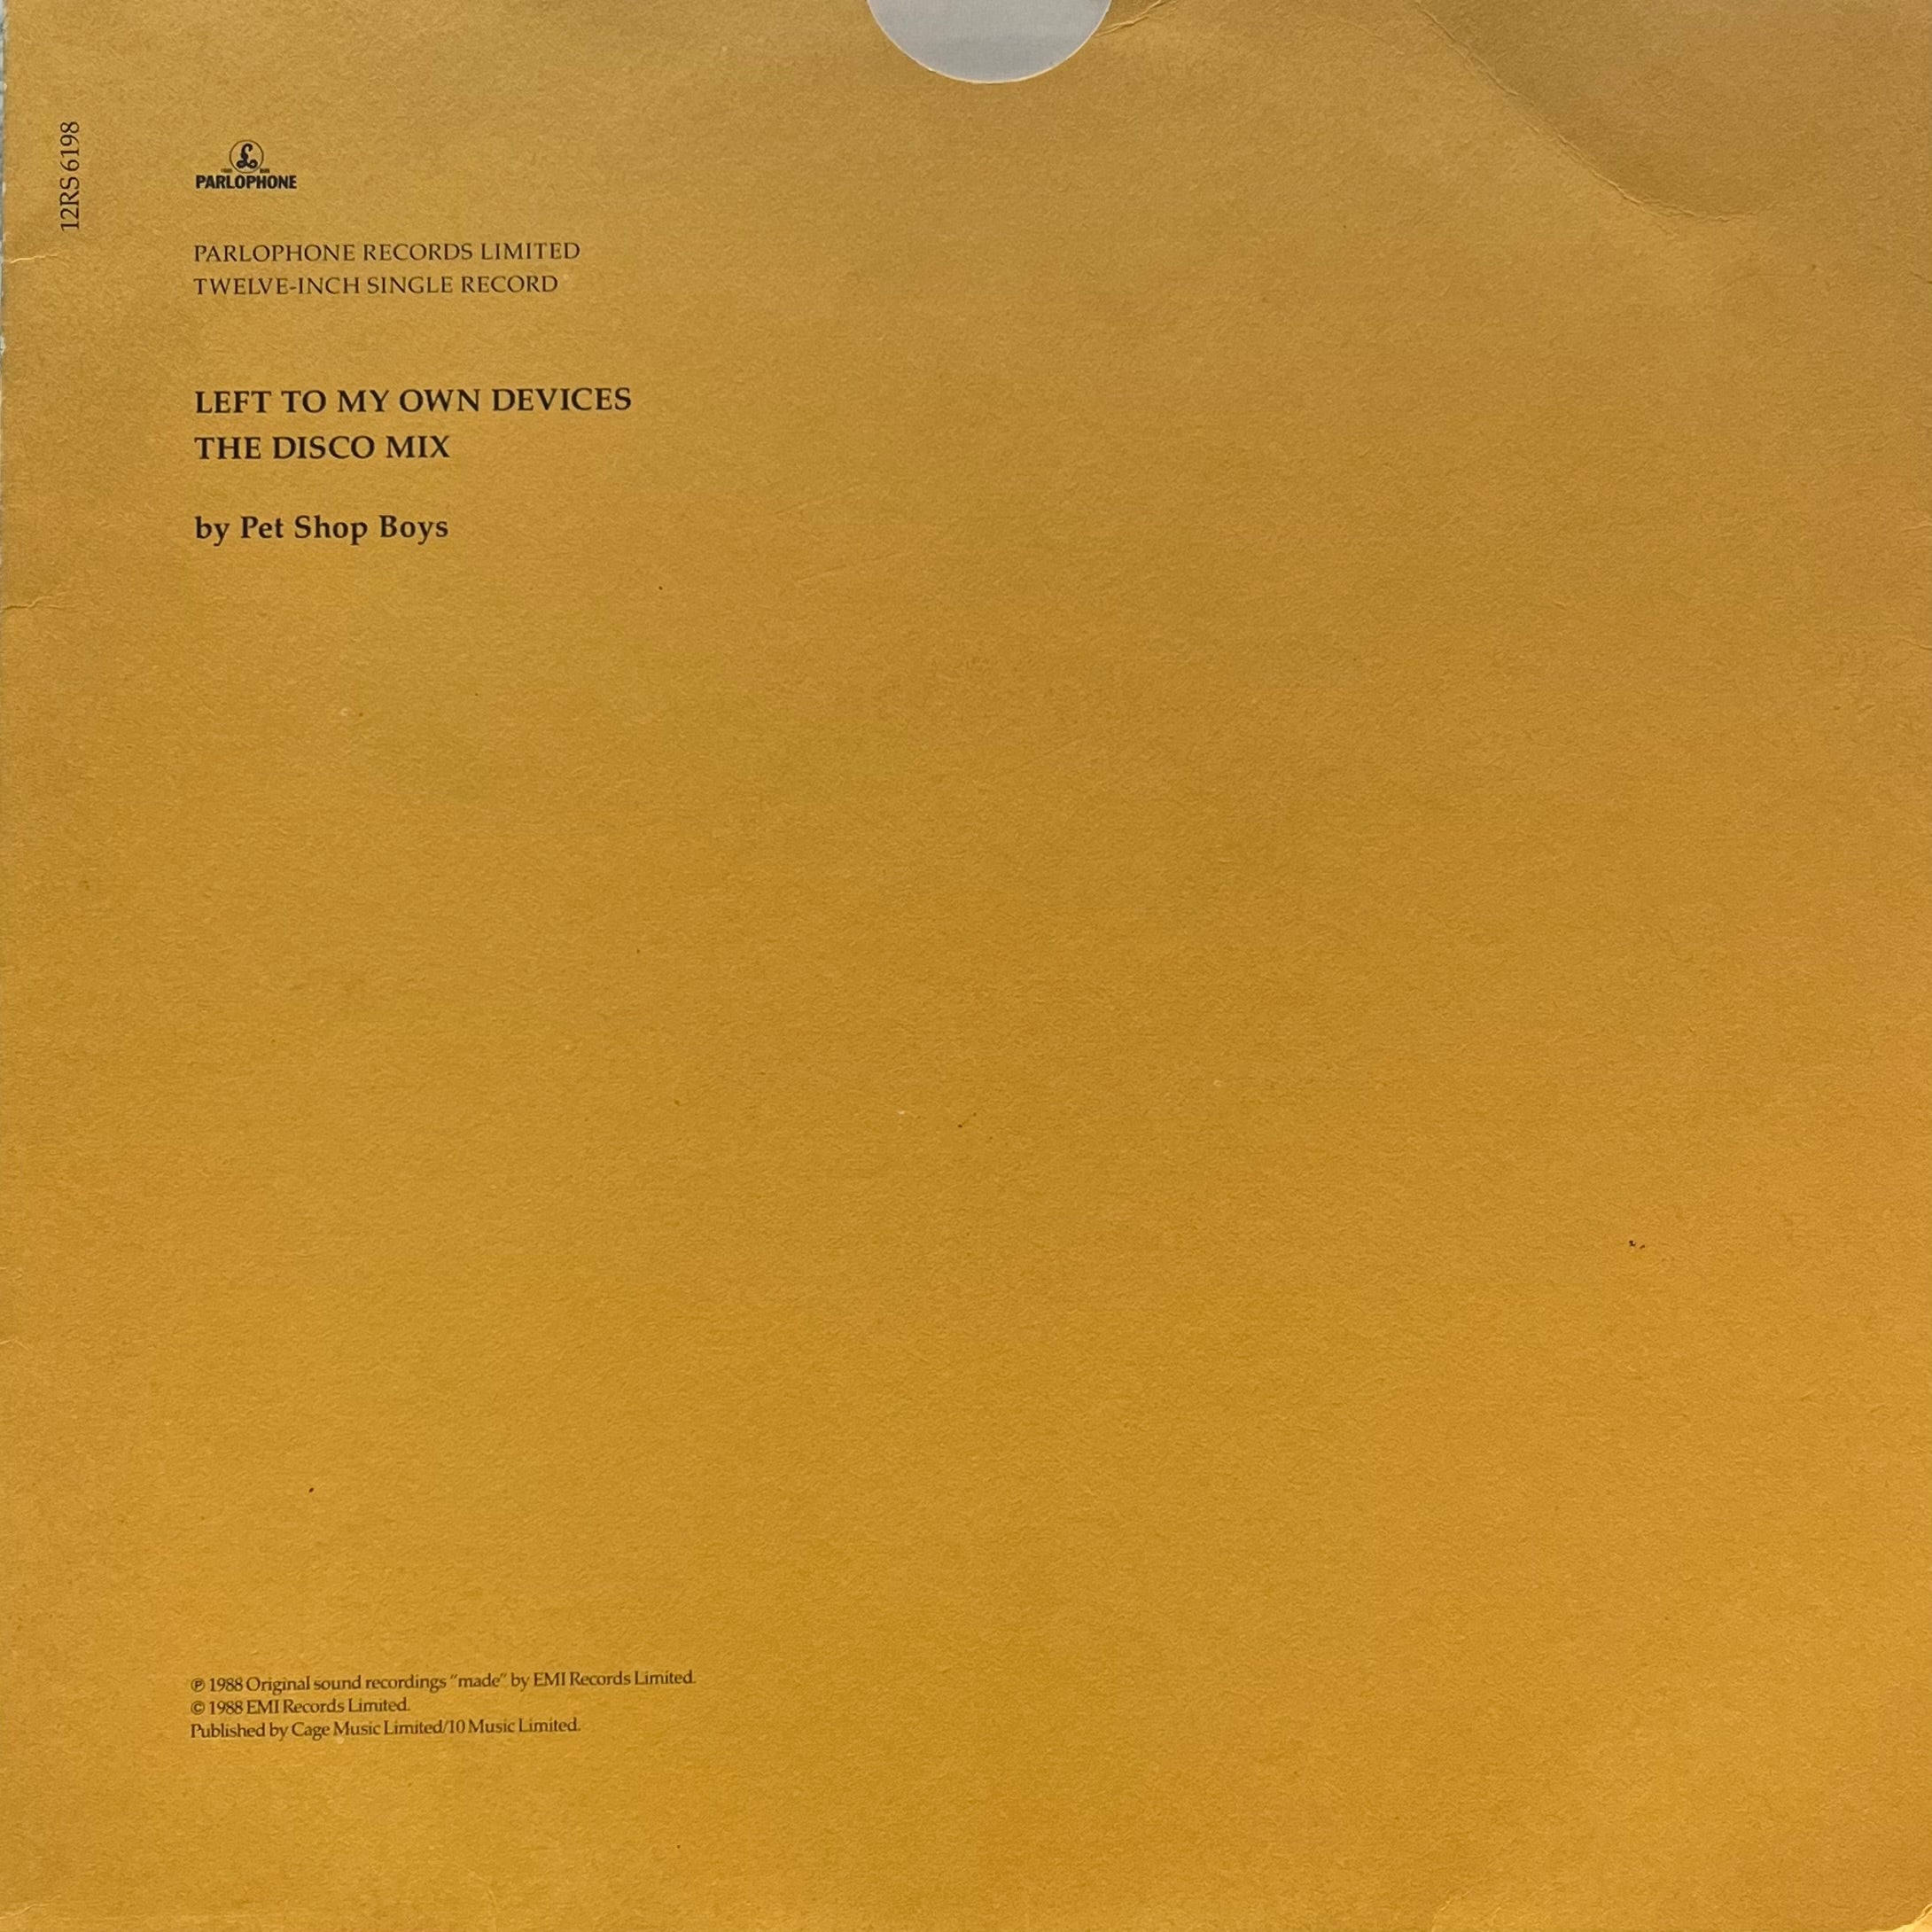 12RS 6198
£
PARLOPHONE
PARLOPHONE RECORDS LIMITED
TWELVE-INCH SINGLE RECORD
LEFT TO MY OWN DEVICES
THE DISCO MIX
by Pet Shop Boys
℗ 1988 Original sound recordings "made" by EMI Records Limited.
© 1988 EMI Records Limited.
Published by Cage Music Limited/10 Music Limited.